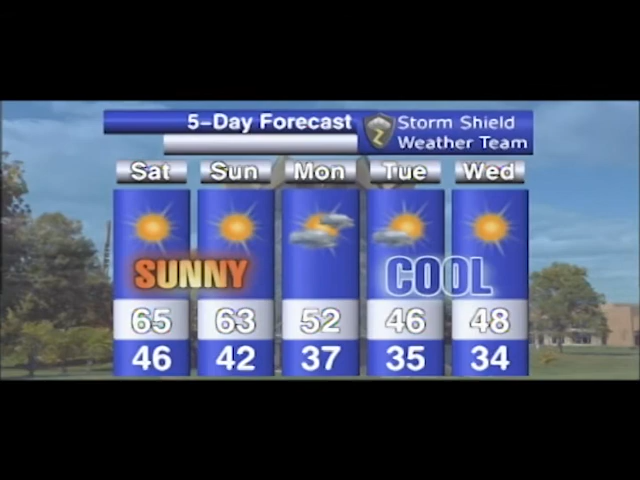 5-Day Forecast
Storm Shield
Weather Team
Sat Sun Mon Tue Wed
SUNNY COOL
65 63 52 46 48
46 42 37 35 34